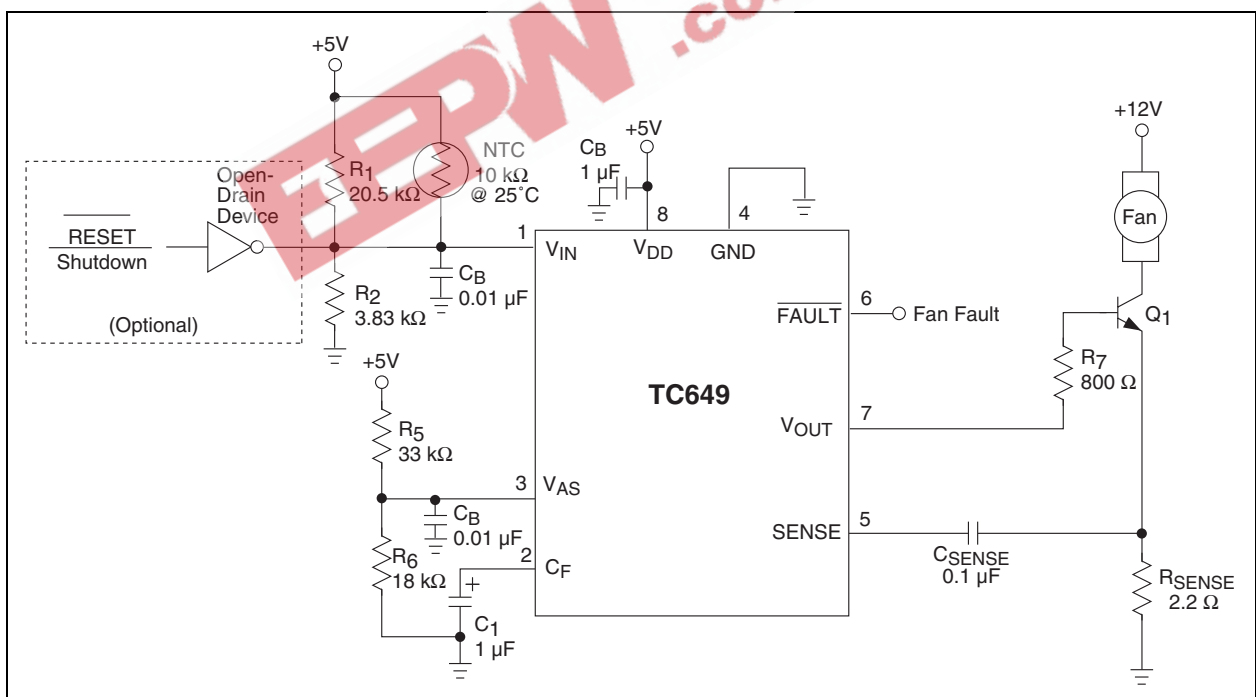 EEPW.com
+5V
R1
20.5 kΩ
NTC
10 kΩ
@ 25˚C
Open-
Drain
Device
RESET
Shutdown
(Optional)
R2
3.83 kΩ
CB
0.01 µF
1
VIN
+5V
CB
1 µF
8
VDD
4
GND
+12V
Fan
Q1
FAULT
6
Fan Fault
R7
800 Ω
TC649
VOUT
7
+5V
R5
33 kΩ
3
VAS
CB
0.01 µF
R6
18 kΩ
2
CF
+
C1
1 µF
SENSE
5
CSENSE
0.1 µF
RSENSE
2.2 Ω